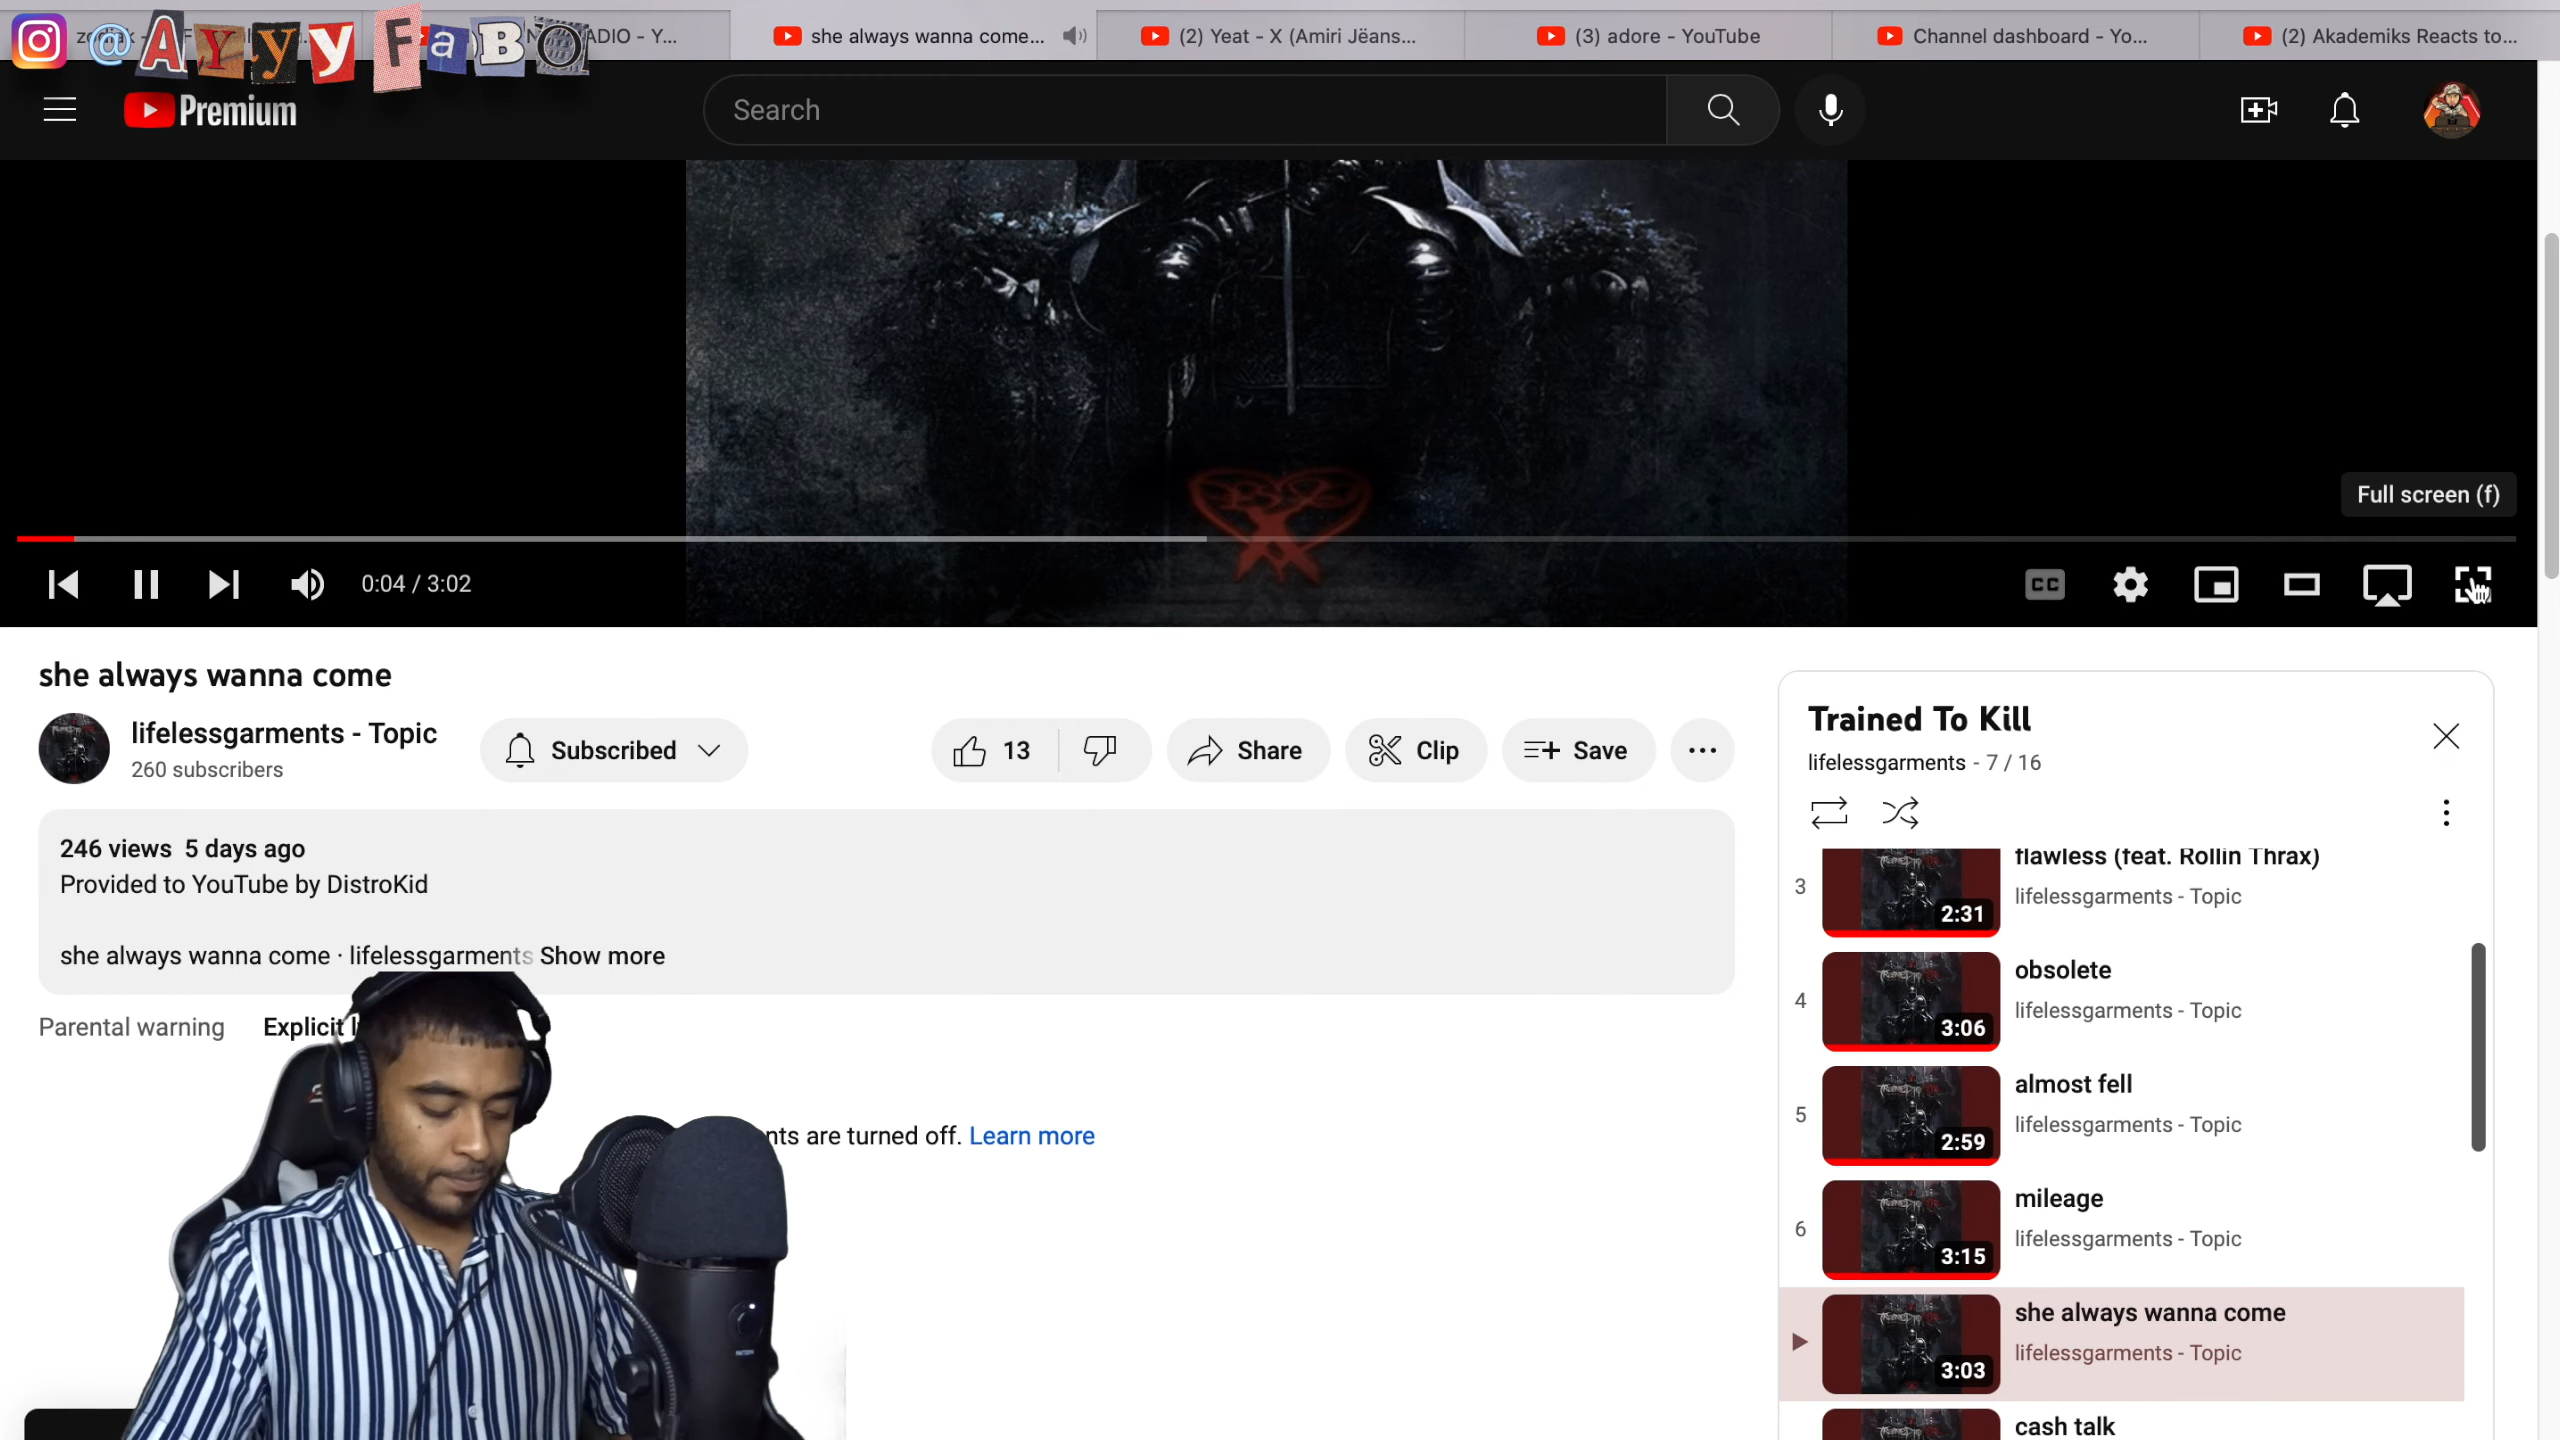 @AYyyFaBO
ADIO - Y...
she always wanna come...
(2) Yeat - X (Amiri Jëans...
(3) adore - YouTube
Channel dashboard - Yo...
(2) Akademiks Reacts to...
Premium
Search
Full screen (f)
0:04 / 3:02
CC
she always wanna come
lifelessgarments - Topic
260 subscribers
Subscribed
13
Share
Clip
Save
246 views 5 days ago
Provided to YouTube by DistroKid
she always wanna come · lifelessgarments Show more
Parental warning
Explicit
nts are turned off. Learn more
Trained To Kill
lifelessgarments - 7 / 16
3
2:31
flawless (feat. Rollin Thrax)
lifelessgarments - Topic
4
3:06
obsolete
lifelessgarments - Topic
5
2:59
almost fell
lifelessgarments - Topic
6
3:15
mileage
lifelessgarments - Topic
3:03
she always wanna come
lifelessgarments - Topic
cash talk